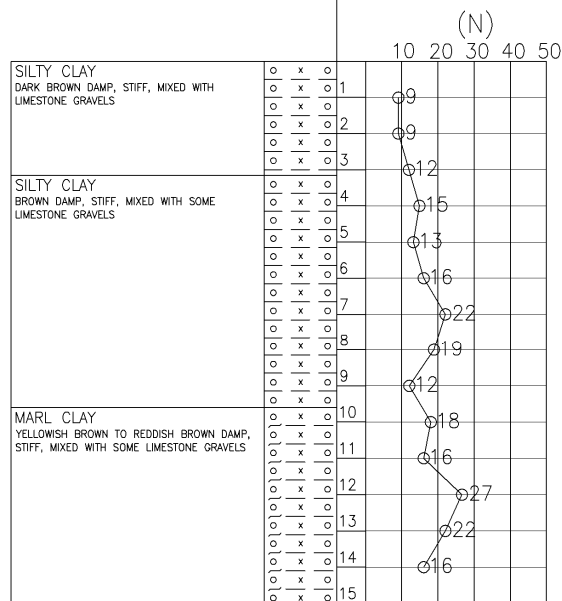 (N)
10 20 30 40 50
SILTY CLAY
DARK BROWN DAMP, STIFF, MIXED WITH
LIMESTONE GRAVELS
1 9
2 9
3 12
SILTY CLAY
BROWN DAMP, STIFF, MIXED WITH SOME
LIMESTONE GRAVELS
4 15
5 13
6 16
7 22
8 19
9 12
MARL CLAY
YELLOWISH BROWN TO REDDISH BROWN DAMP,
STIFF, MIXED WITH SOME LIMESTONE GRAVELS
10 18
11 16
12 27
13 22
14 16
15